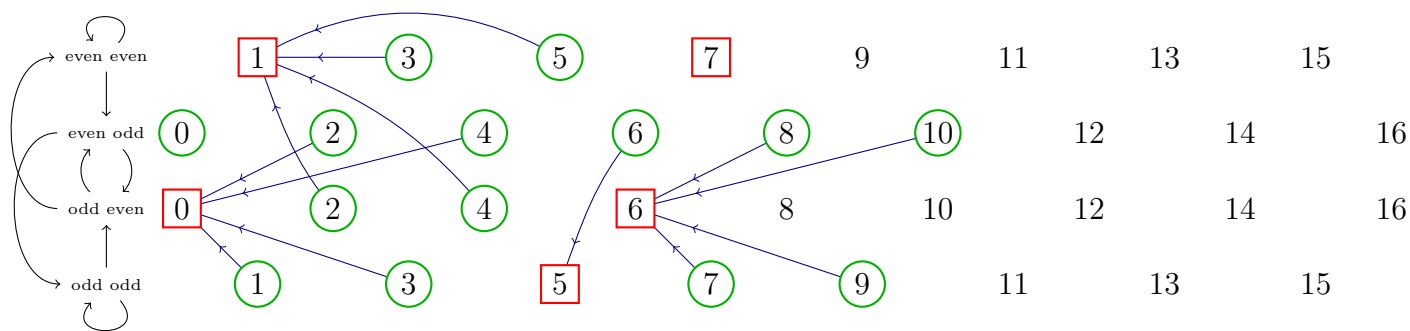 even even 1 3 5 7 9 11 13 15
even odd 0 2 4 6 8 10 12 14 16
odd even 0 2 4 6 8 10 12 14 16
odd odd 1 3 5 7 9 11 13 15